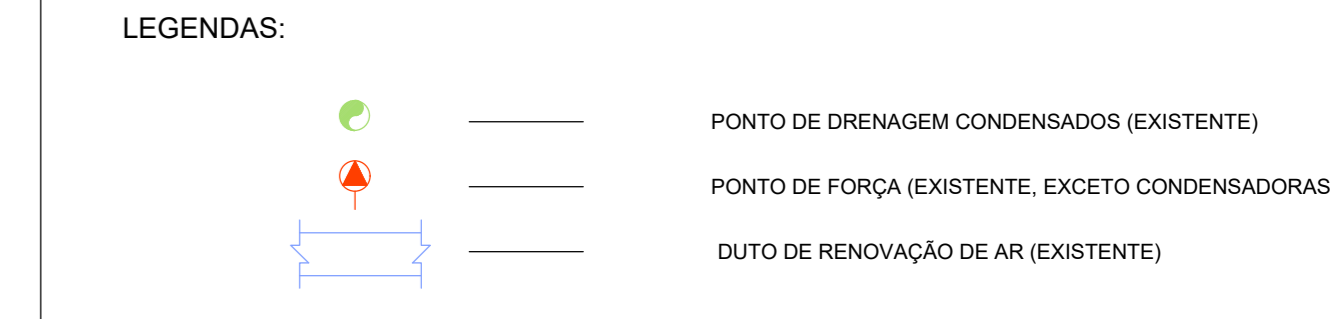 LEGENDAS:
PONTO DE DRENAGEM CONDENSADOS (EXISTENTE)
PONTO DE FORÇA (EXISTENTE, EXCETO CONDENSADORAS
DUTO DE RENOVAÇÃO DE AR (EXISTENTE)